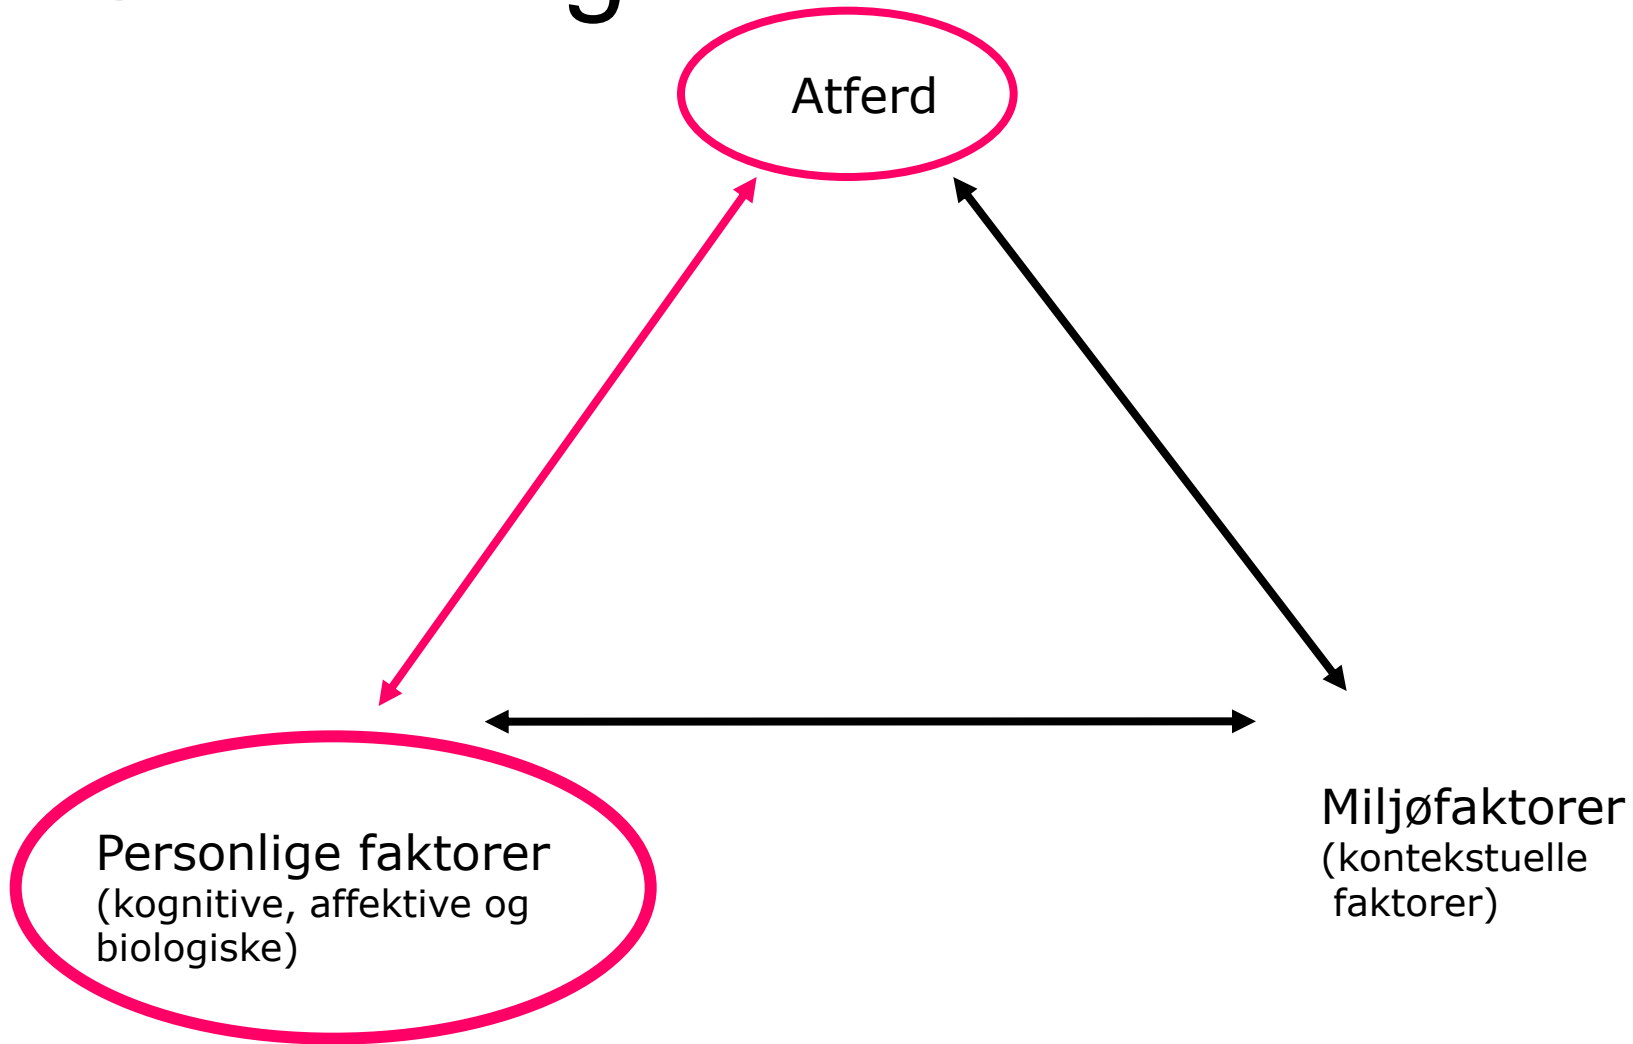 Atferd
Miljøfaktorer
(kontekstuelle
faktorer)
Personlige faktorer
(kognitive, affektive og
biologiske)